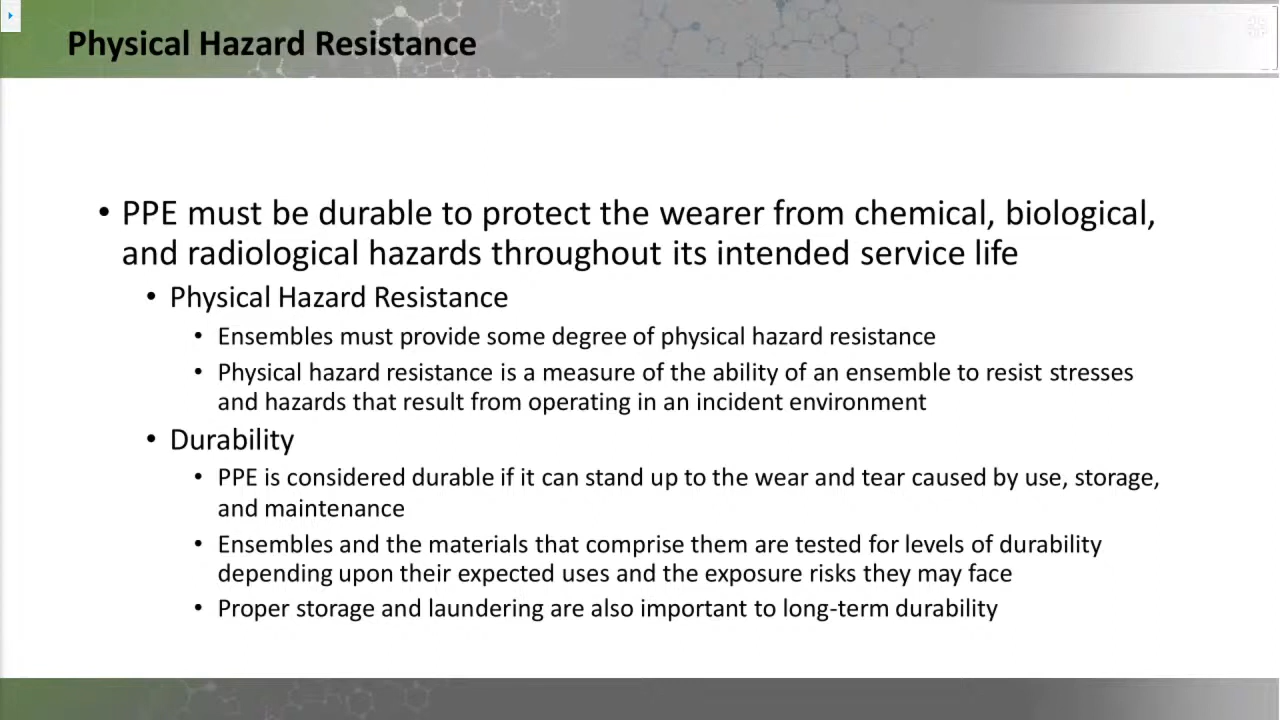 Physical Hazard Resistance
• PPE must be durable to protect the wearer from chemical, biological,
and radiological hazards throughout its intended service life
• Physical Hazard Resistance
• Ensembles must provide some degree of physical hazard resistance
• Physical hazard resistance is a measure of the ability of an ensemble to resist stresses
and hazards that result from operating in an incident environment
• Durability
• PPE is considered durable if it can stand up to the wear and tear caused by use, storage,
and maintenance
• Ensembles and the materials that comprise them are tested for levels of durability
depending upon their expected uses and the exposure risks they may face
• Proper storage and laundering are also important to long-term durability